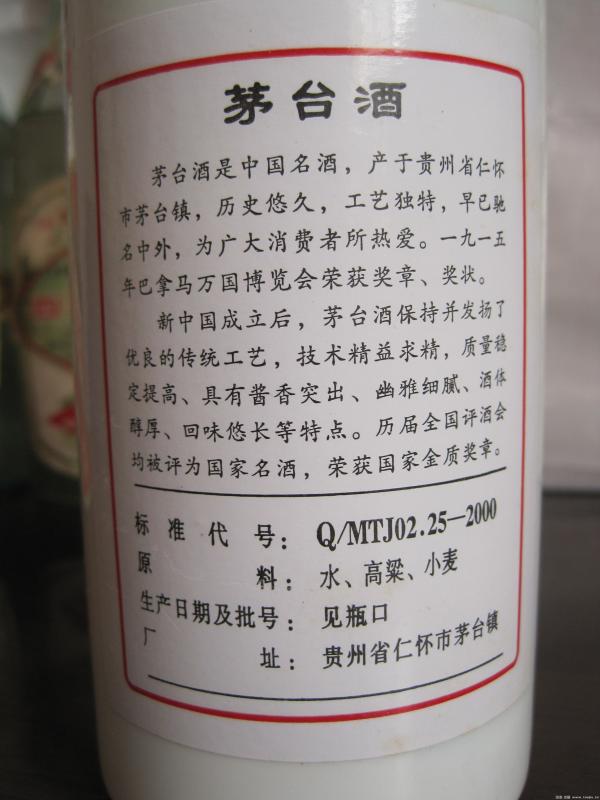 茅台酒
茅台酒是中国名酒，产于贵州省仁怀
市茅台镇，历史悠久，工艺独特，早已驰
名中外，为广大消费者所热爱。一九一五
年巴拿马万国博览会荣获奖章、奖状。
新中国成立后，茅台酒保持并发扬了
优良的传统工艺，技术精益求精，质量稳
定提高、具有酱香突出、幽雅细腻、酒体
醇厚、回味悠长等特点。历届全国评酒会
均被评为国家名酒，荣获国家金质奖章。
标准代号：Q/MTJ02.25—2000
原料：水、高粱、小麦
生产日期及批号：见瓶口
厂址：贵州省仁怀市茅台镇